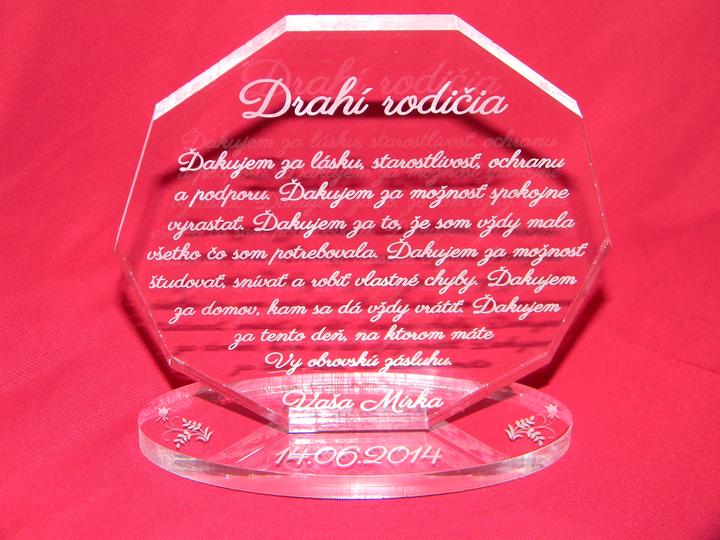 Drahí rodičia
Ďakujem za lásku, starostlivosť, ochranu
a podporu. Ďakujem za možnosť spokojne
vyrastať. Ďakujem za to, že som vždy mala
všetko čo som potrebovala. Ďakujem za možnosť
študovať, snívať a robiť vlastné chyby. Ďakujem
za domov, kam sa dá vždy vrátiť. Ďakujem
za tento deň, na ktorom máte
Vy obrovskú zásluhu.
Vaša Mirka
14.06.2014